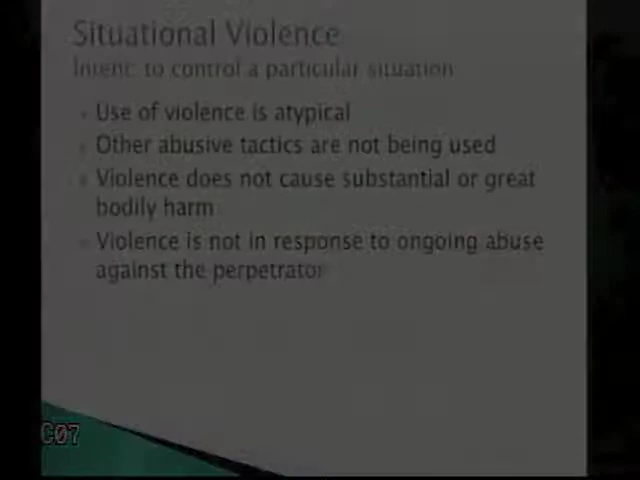 Situational Violence
Intent: to control a particular situation
Use of violence is atypical
Other abusive tactics are not being used
Violence does not cause substantial or great
bodily harm
Violence is not in response to ongoing abuse
against the perpetrator
C07